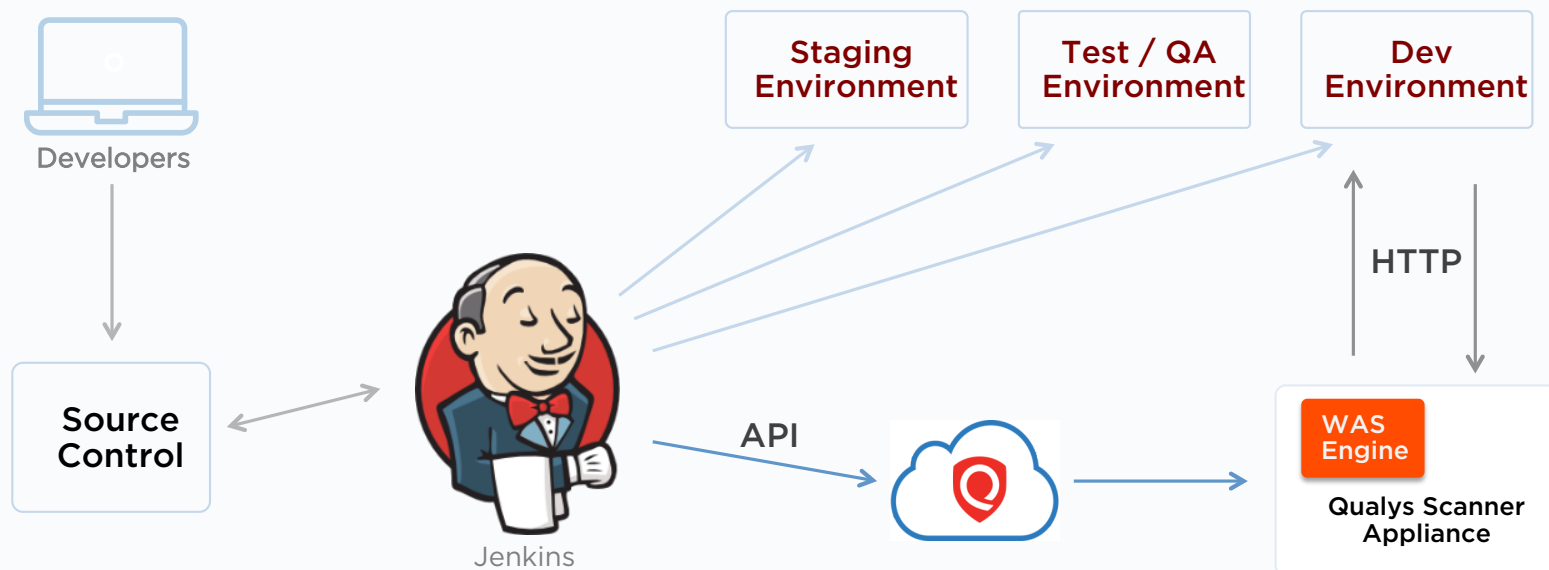 Staging
Environment
Test / QA
Environment
Dev
Environment
Developers
HTTP
Source
Control
API
WAS
Engine
Qualys Scanner
Appliance
Jenkins